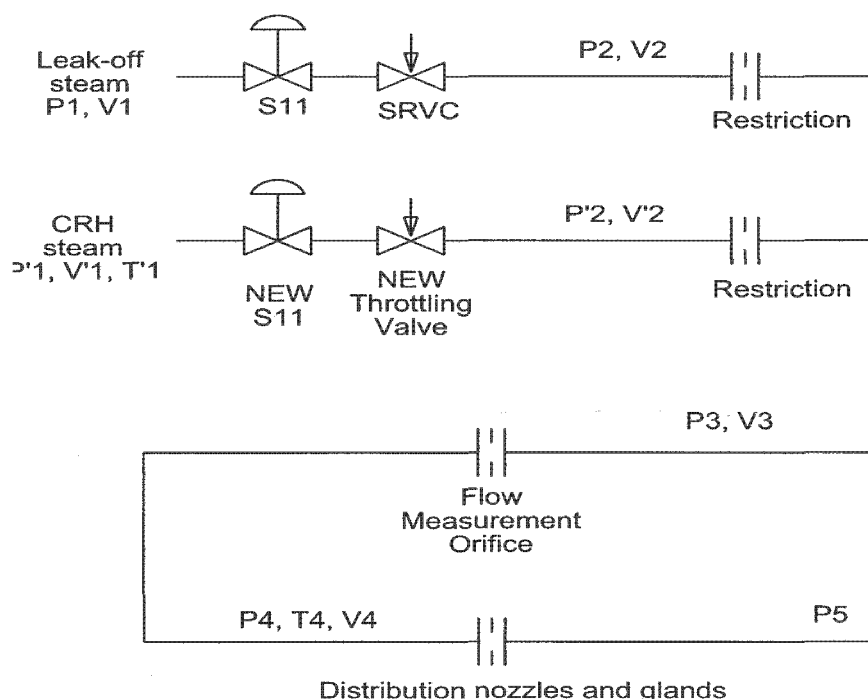 Leak-off
steam
P1, V1
S11
SRVC
P2, V2
Restriction
CRH
steam
P'1, V'1, T'1
NEW
S11
NEW
Throttling
Valve
P'2, V'2
Restriction
P3, V3
Flow
Measurement
Orifice
P4, T4, V4
P5
Distribution nozzles and glands